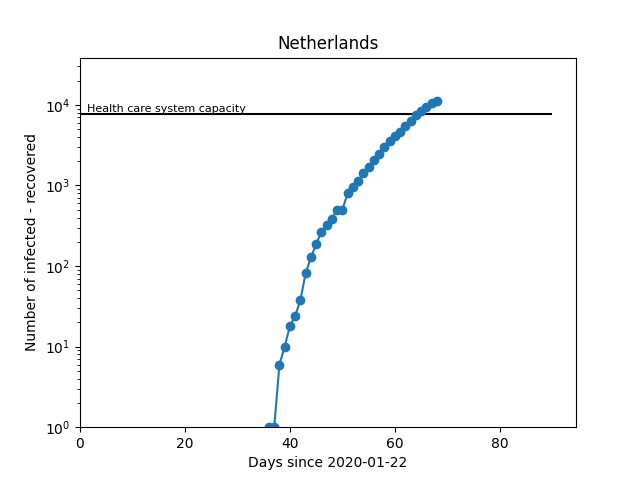 Netherlands
Number of infected - recovered
10⁴
10³
10²
10¹
10⁰
Health care system capacity
0 20 40 60 80
Days since 2020-01-22